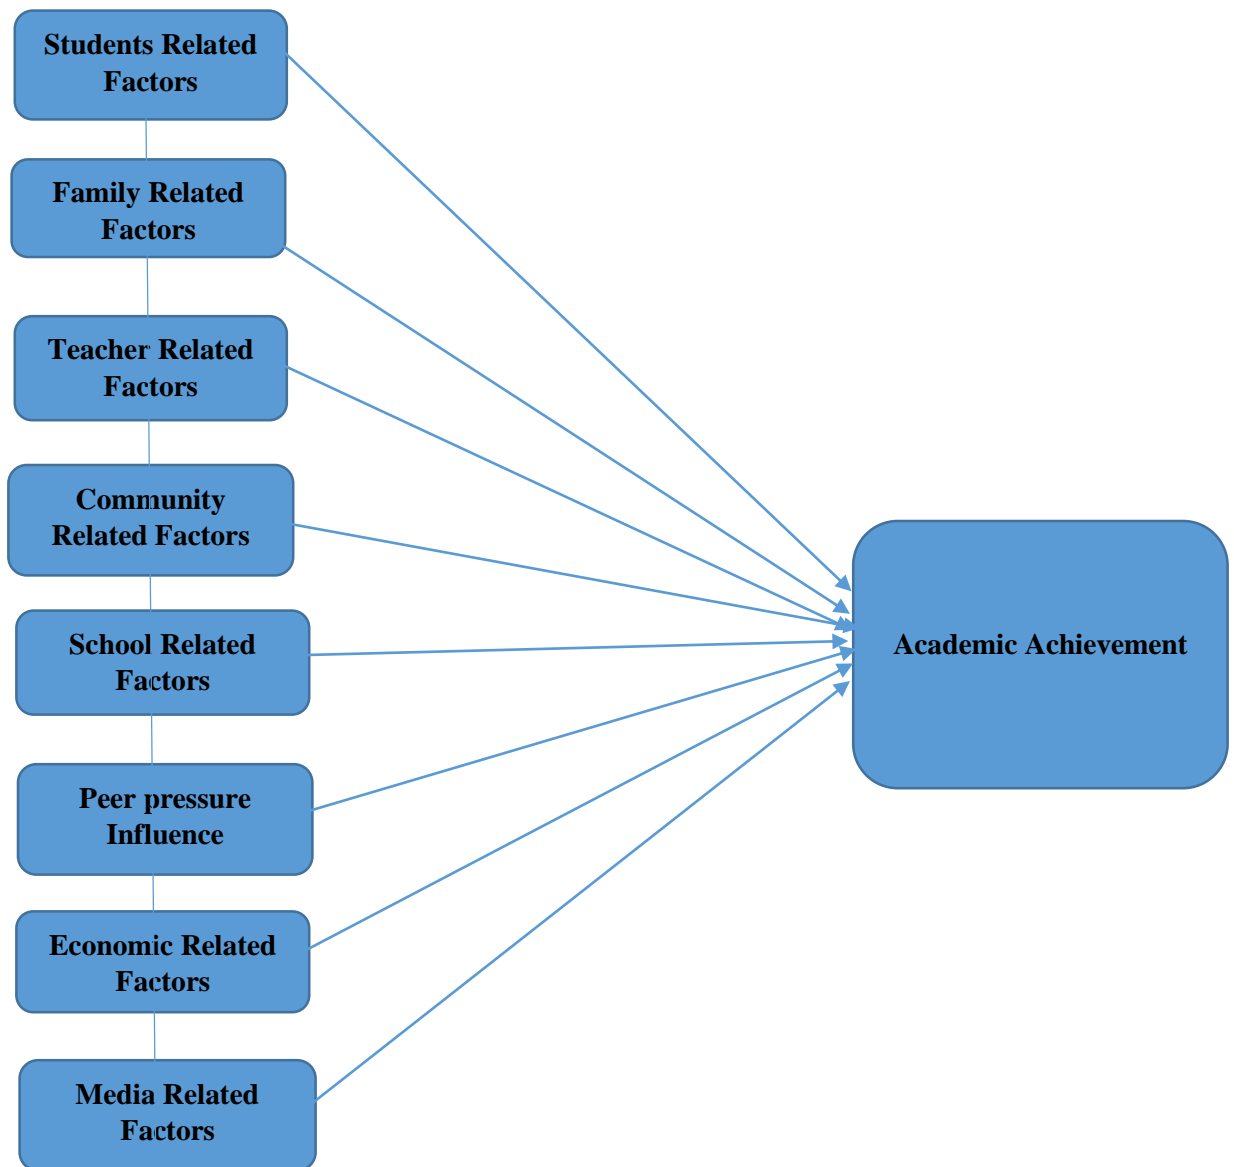 Students Related
Factors
Family Related
Factors
Teacher Related
Factors
Community
Related Factors
School Related
Factors
Peer pressure
Influence
Economic Related
Factors
Media Related
Factors
Academic Achievement